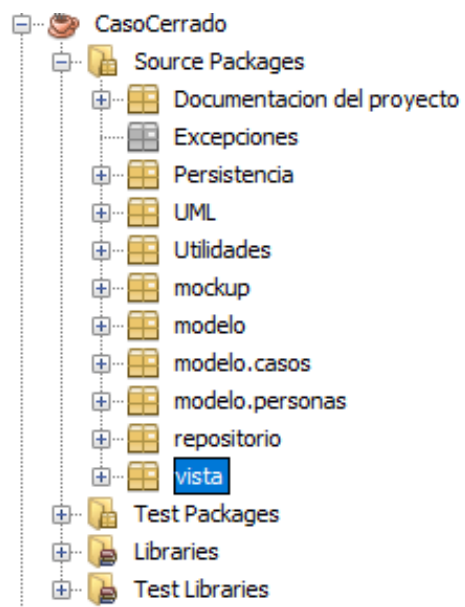 CasoCerrado
Source Packages
Documentacion del proyecto
Excepciones
Persistencia
UML
Utilidades
mockup
modelo
modelo.casos
modelo.personas
repositorio
vista
Test Packages
Libraries
Test Libraries